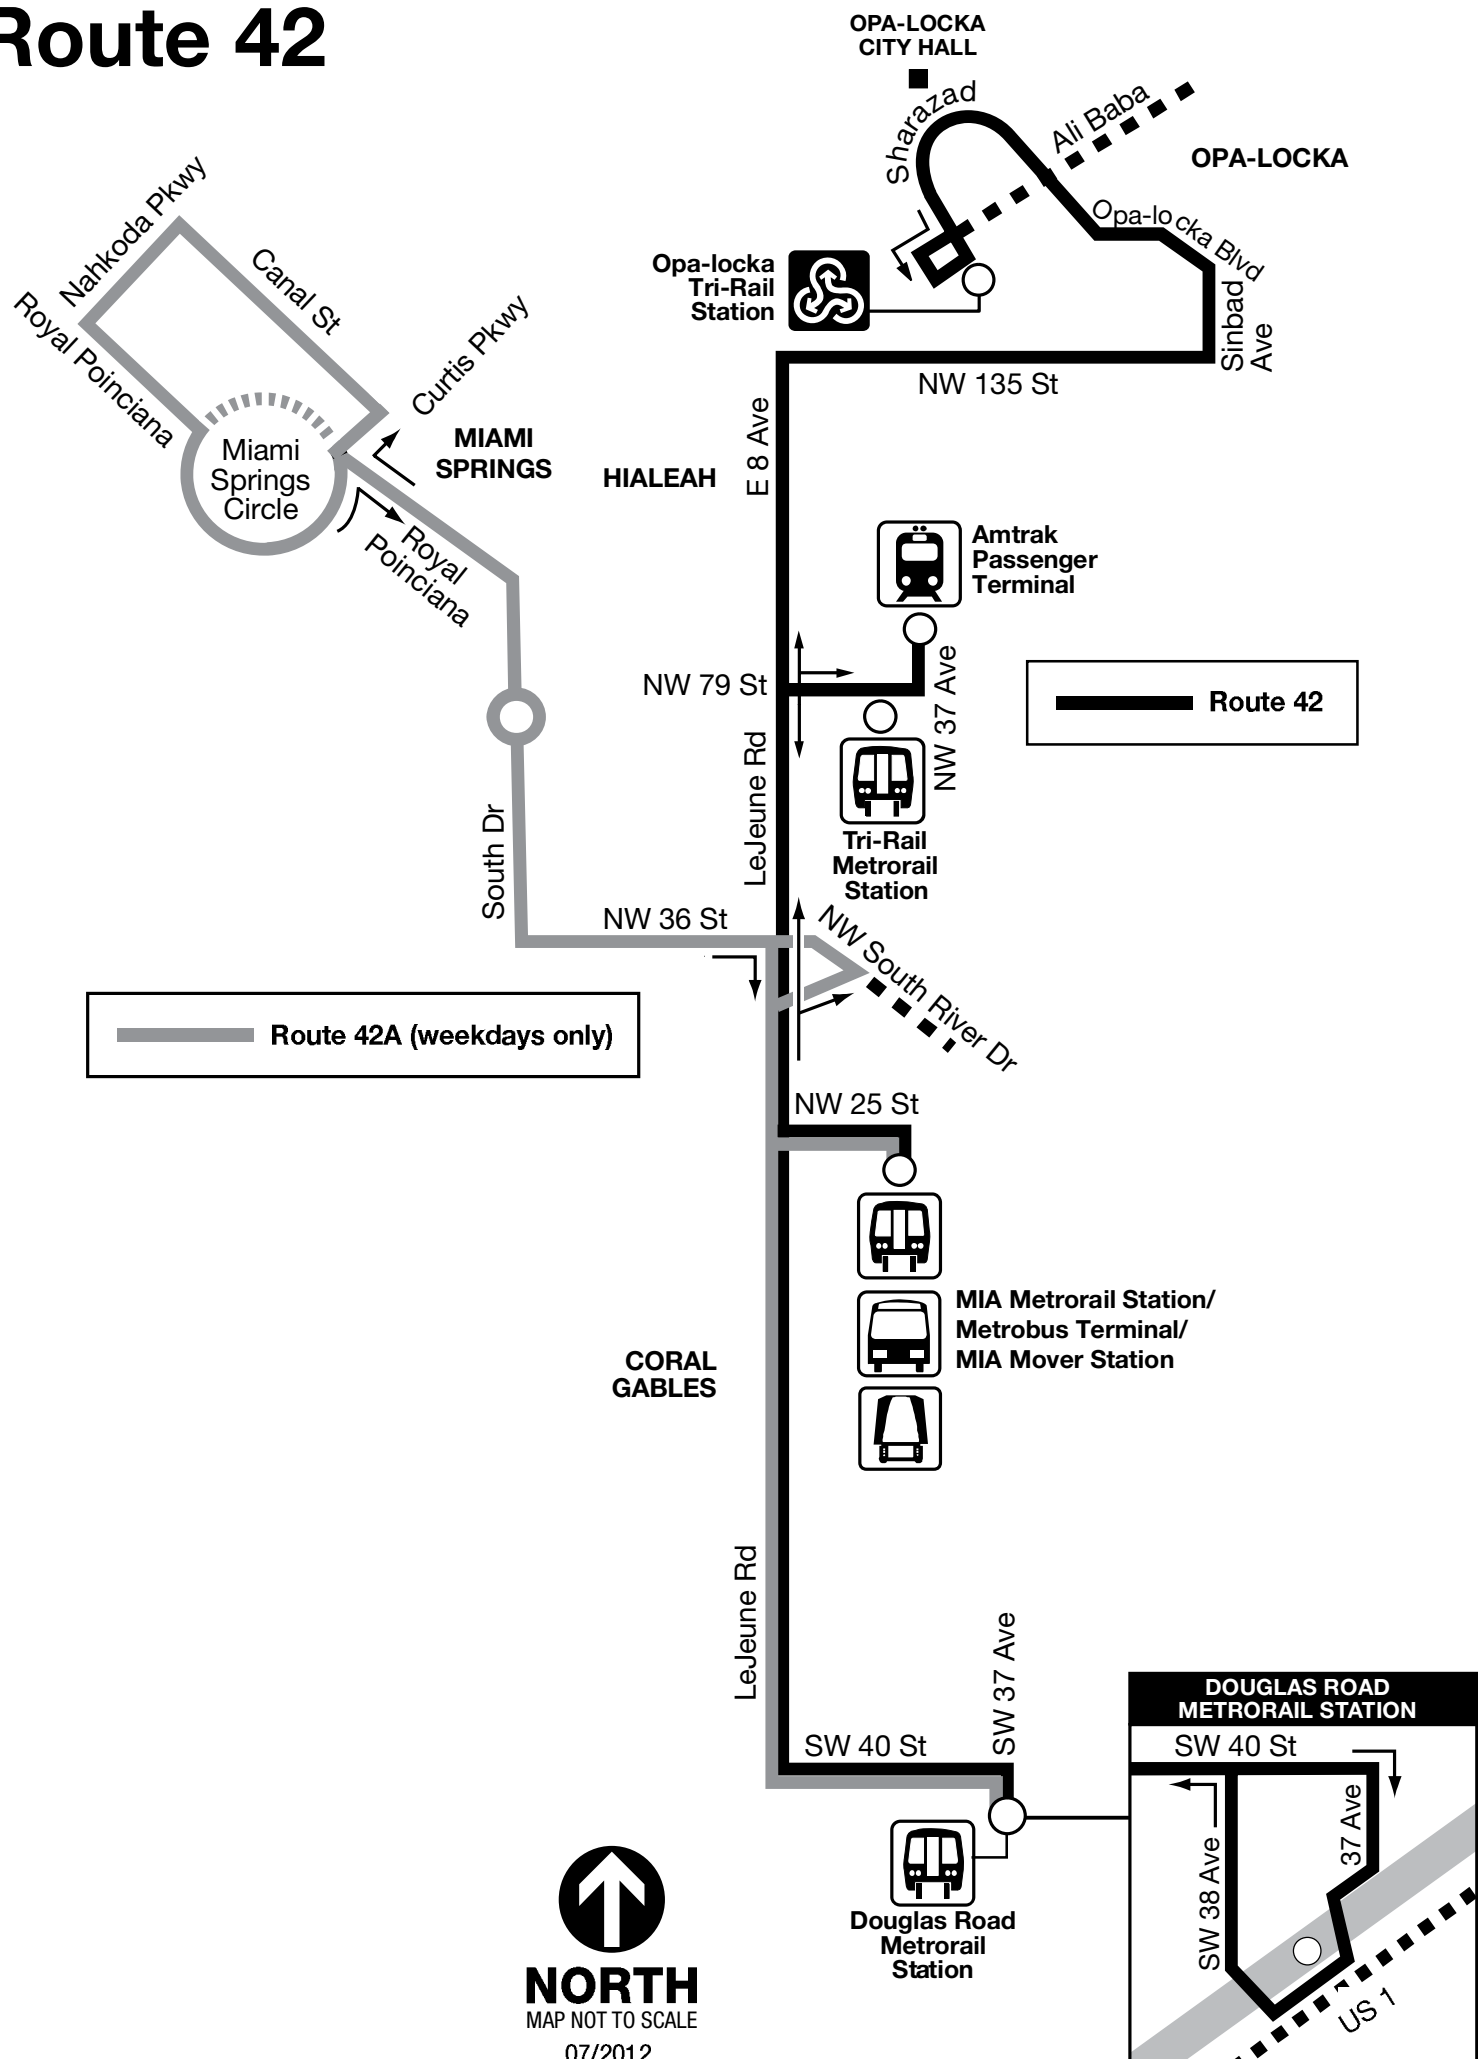 Route 42
OPA-LOCKA
CITY HALL
Sharazad
Ali Baba
OPA-LOCKA
Opa-locka Blvd
Sinbad
Ave
Opa-locka
Tri-Rail
Station
NW 135 St
Nahkoda Pkwy
Canal St
Royal Poinciana
Curtis Pkwy
Miami
Springs
Circle
MIAMI
SPRINGS
HIALEAH
E 8 Ave
Royal
Poinciana
Amtrak
Passenger
Terminal
NW 79 St
NW 37 Ave
Route 42
LeJeune Rd
Tri-Rail
Metrorail
Station
South Dr
NW 36 St
NW South River Dr
Route 42A (weekdays only)
NW 25 St
MIA Metrorail Station/
Metrobus Terminal/
MIA Mover Station
CORAL
GABLES
LeJeune Rd
SW 37 Ave
SW 40 St
Douglas Road
Metrorail
Station
DOUGLAS ROAD
METRORAIL STATION
SW 40 St
37 Ave
SW 38 Ave
US 1
NORTH
MAP NOT TO SCALE
07/2012